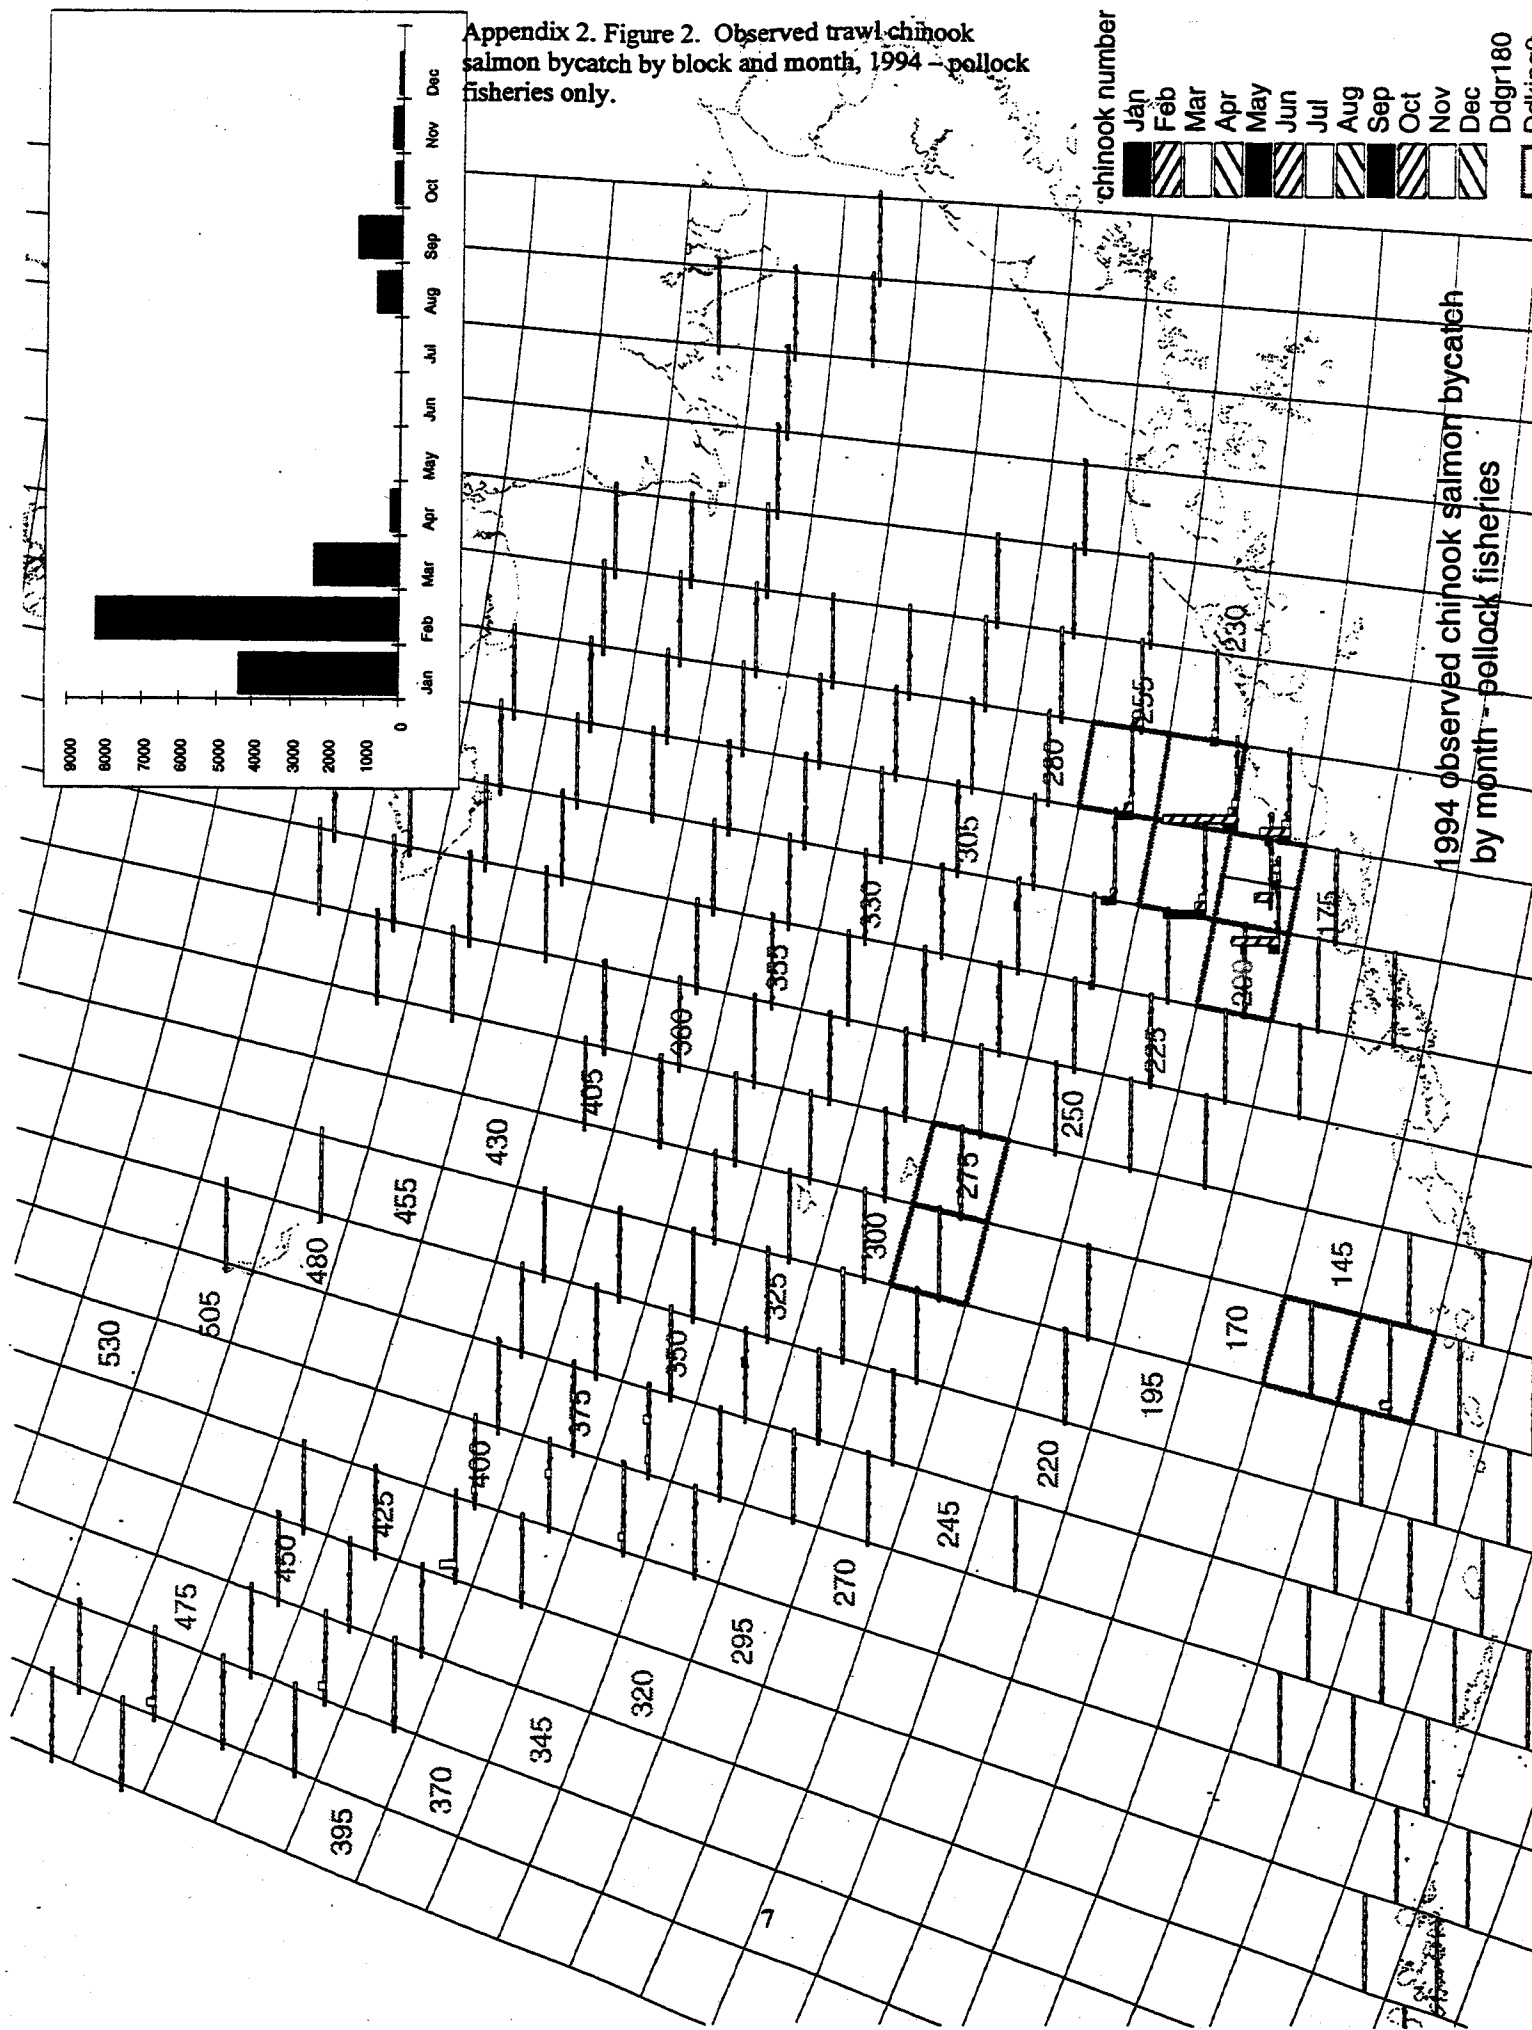 Appendix 2. Figure 2. Observed trawl chinook
salmon bycatch by block and month, 1994 – pollock
fisheries only.
9000
8000
7000
6000
5000
4000
3000
2000
1000
0
Jan
Feb
Mar
Apr
May
Jun
Jul
Aug
Sep
Oct
Nov
Dec
chinook number
Jan
Feb
Mar
Apr
May
Jun
Jul
Aug
Sep
Oct
Nov
Dec
Ddgr180
530
505
480
455
430
405
380
355
330
305
280
255
230
475
450
425
400
375
350
325
300
275
250
225
200
175
395
370
345
320
295
270
245
220
195
170
145
1994 observed chinook salmon bycatch
by month - pollock fisheries
7